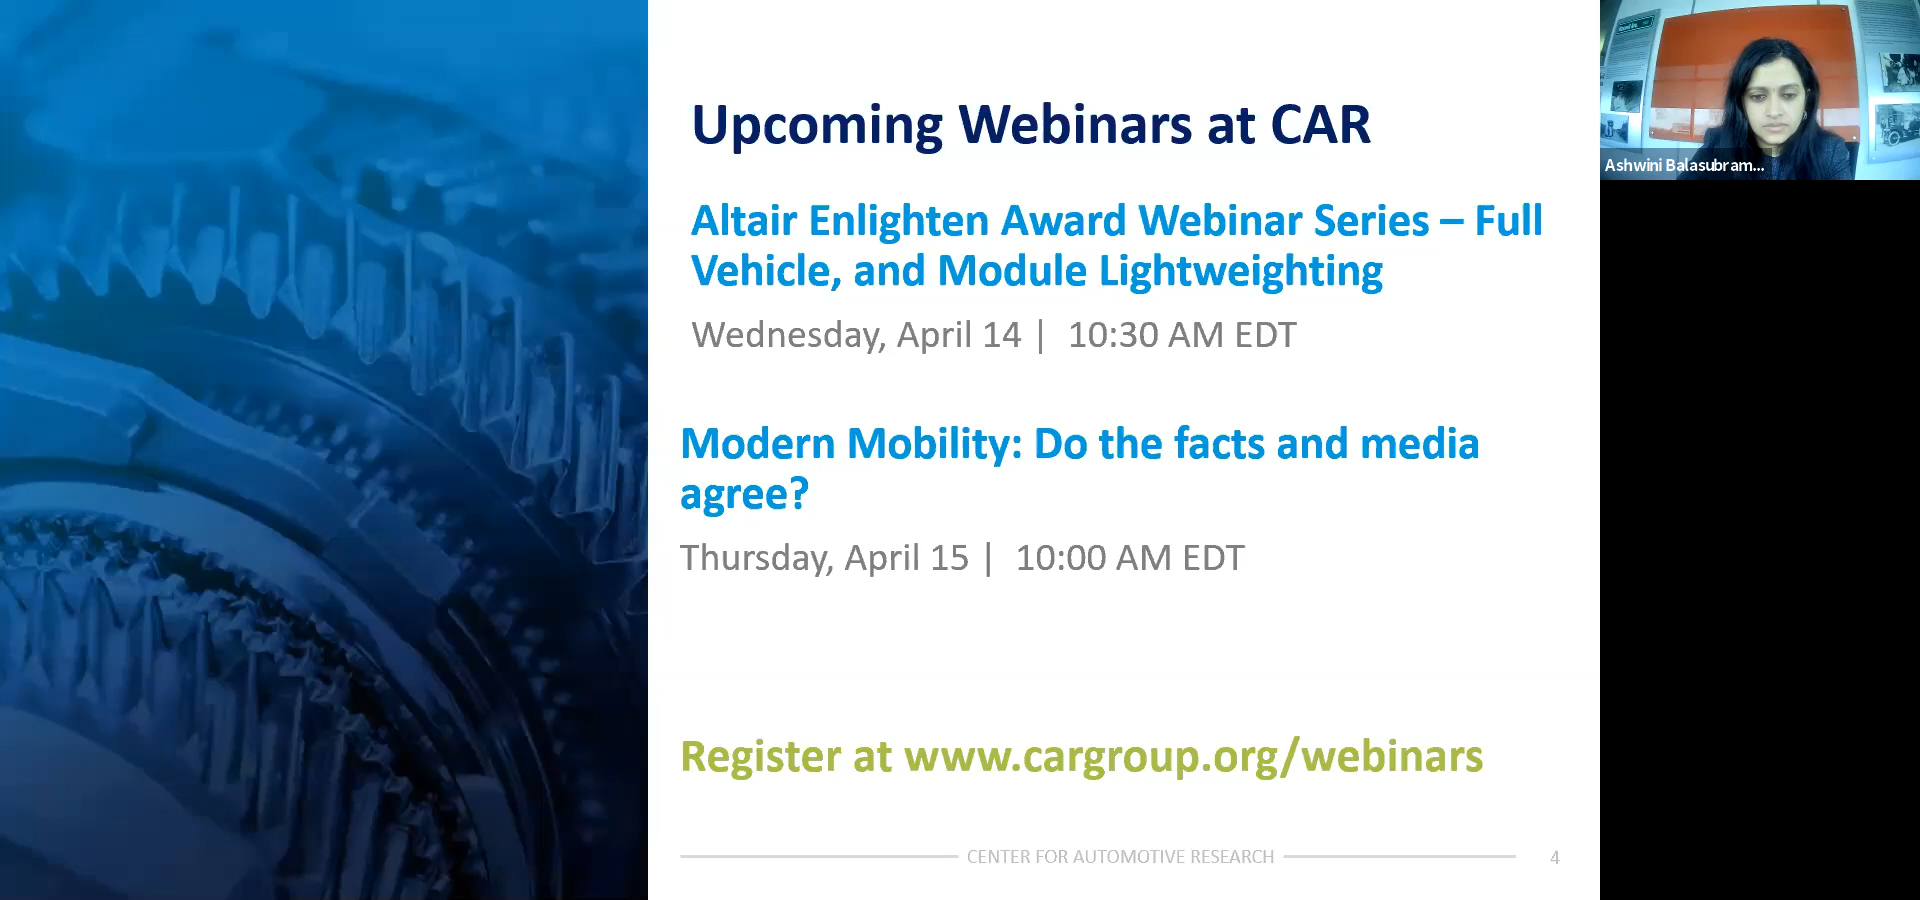 Upcoming Webinars at CAR
Altair Enlighten Award Webinar Series – Full
Vehicle, and Module Lightweighting
Wednesday, April 14 | 10:30 AM EDT
Modern Mobility: Do the facts and media
agree?
Thursday, April 15 | 10:00 AM EDT
Register at www.cargroup.org/webinars
CENTER FOR AUTOMOTIVE RESEARCH 4
Ashwini Balasubram...